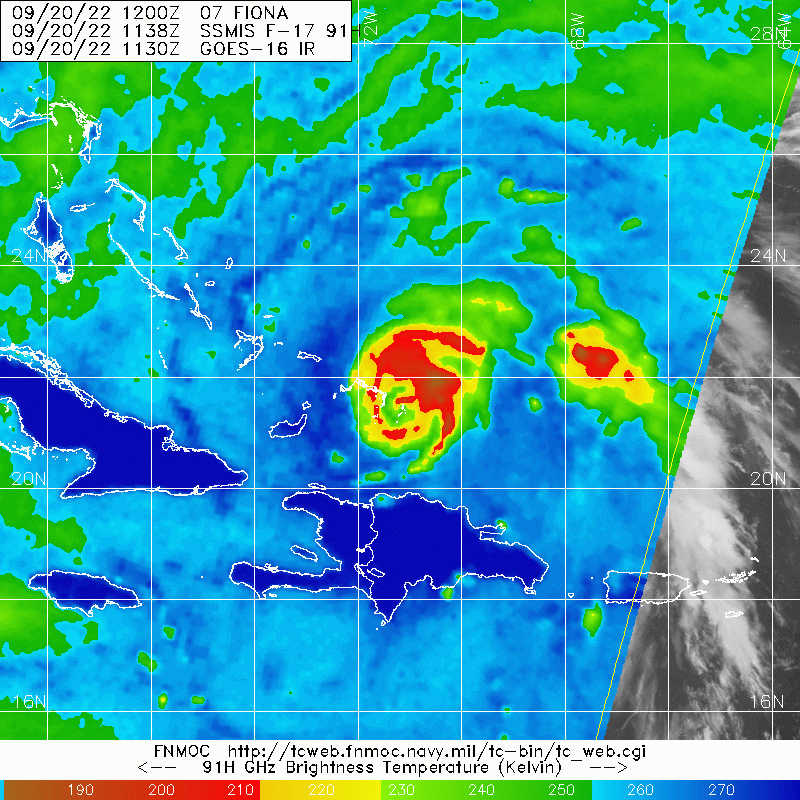 09/20/22 1200Z 07 FIONA
09/20/22 1138Z SSMIS F-17 91H
09/20/22 1130Z GOES-16 IR
72W
68W
64W
28N
24N
24N
20N
20N
16N
16N
FNMOC http://tcweb.fnmoc.navy.mil/tc-bin/tc_web.cgi
<-- 91H GHz Brightness Temperature (Kelvin) -->
190 200 210 220 230 240 250 260 270